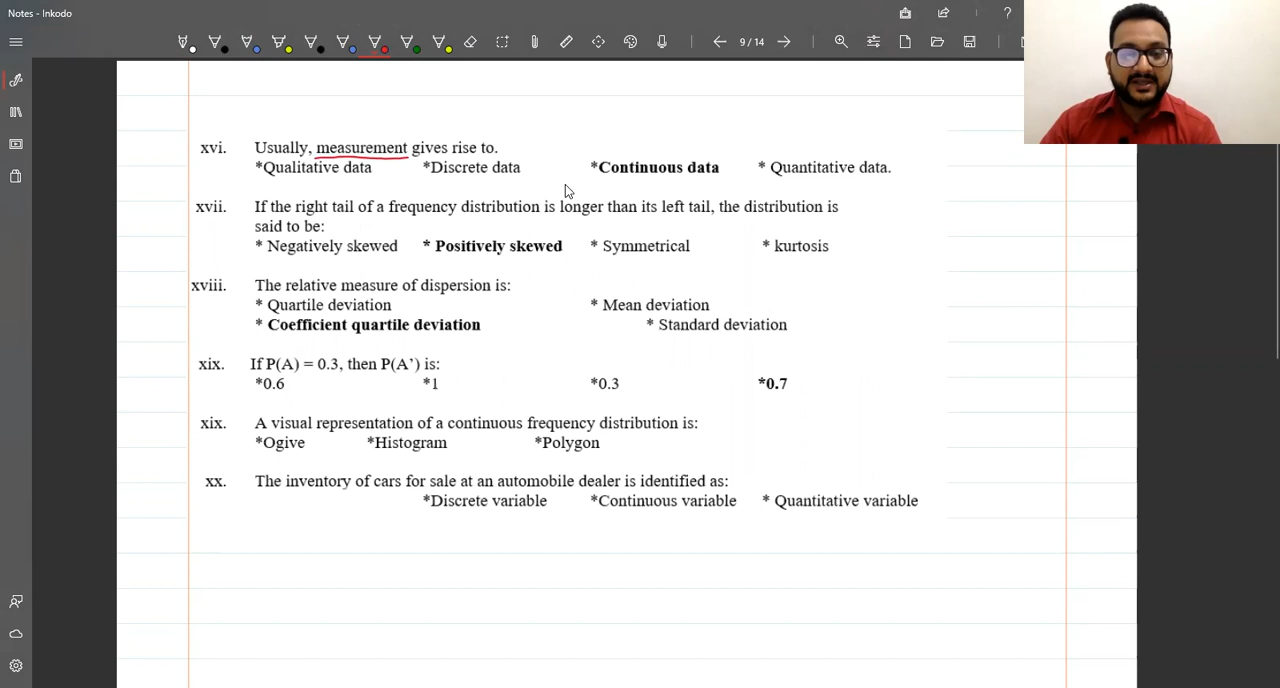 Notes - Inkodo
9 / 14
?
xvi. Usually, measurement gives rise to.
*Qualitative data *Discrete data *Continuous data * Quantitative data.
xvii. If the right tail of a frequency distribution is longer than its left tail, the distribution is
said to be:
* Negatively skewed * Positively skewed * Symmetrical * kurtosis
xviii. The relative measure of dispersion is:
* Quartile deviation * Mean deviation
* Coefficient quartile deviation * Standard deviation
xix. If P(A) = 0.3, then P(A’) is:
*0.6 *1 *0.3 *0.7
xix. A visual representation of a continuous frequency distribution is:
*Ogive *Histogram *Polygon
xx. The inventory of cars for sale at an automobile dealer is identified as:
*Discrete variable *Continuous variable * Quantitative variable